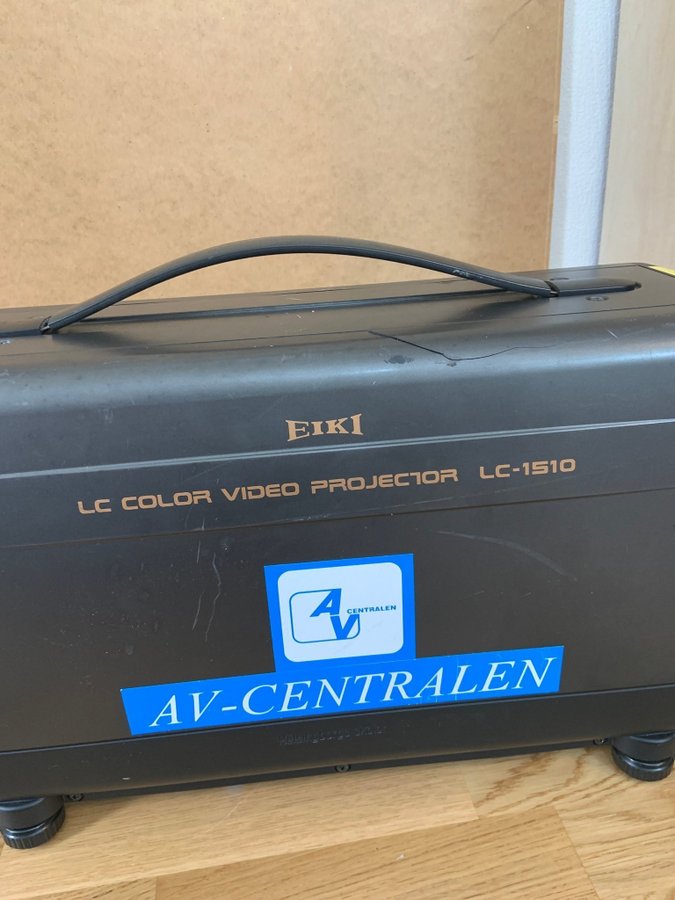 EIKI
LC COLOR VIDEO PROJECTOR LC-1510
AV CENTRALEN
AV-CENTRALEN